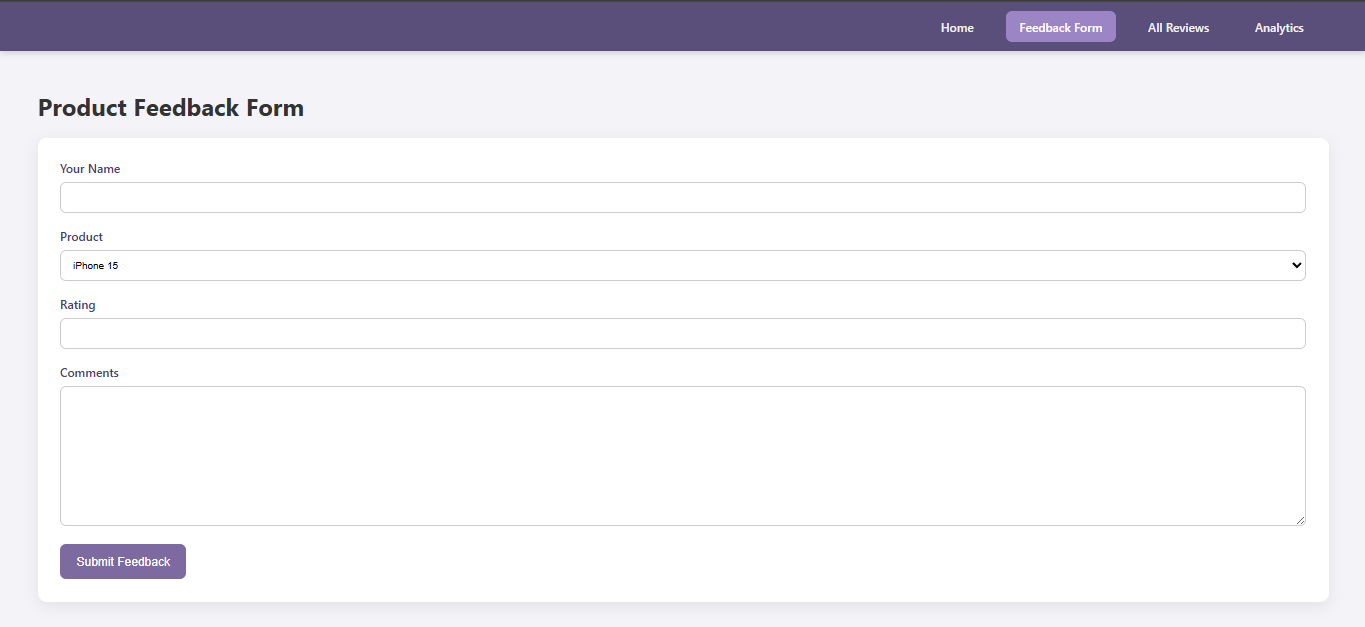 Home Feedback Form All Reviews Analytics
Product Feedback Form
Your Name
Product
iPhone 15
Rating
Comments
Submit Feedback